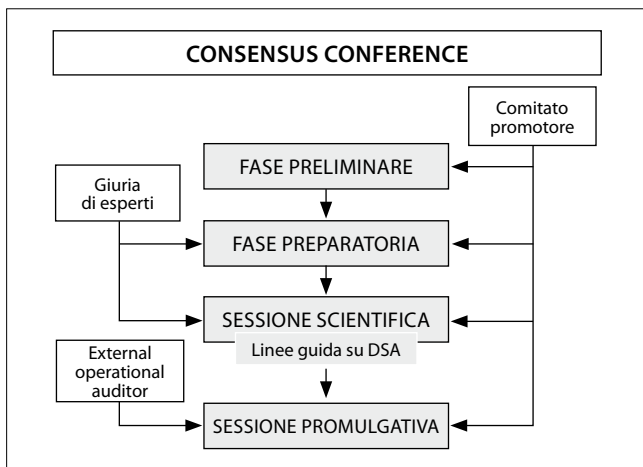 CONSENSUS CONFERENCE
Comitato
promotore
FASE PRELIMINARE
Giuria
di esperti
FASE PREPARATORIA
SESSIONE SCIENTIFICA
Linee guida su DSA
External
operational
auditor
SESSIONE PROMULGATIVA